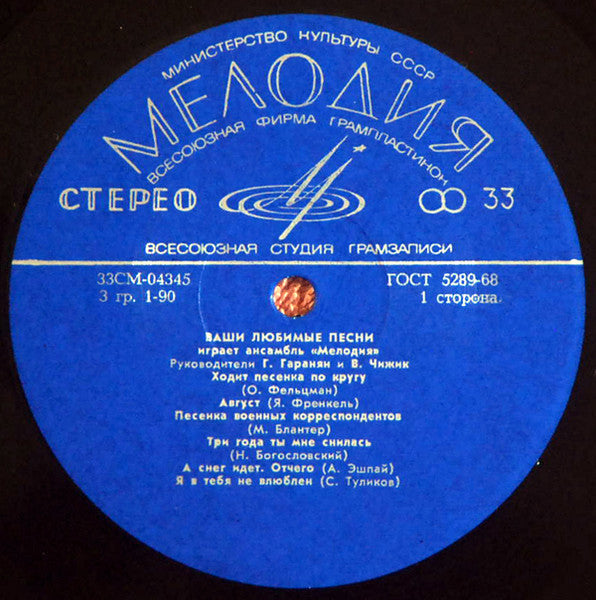 МИНИСТЕРСТВО КУЛЬТУРЫ СССР
МЕЛОДИЯ
ВСЕСОЮЗНАЯ ФИРМА ГРАМПЛАСТИНОК
СТЕРЕО
33
ВСЕСОЮЗНАЯ СТУДИЯ ГРАМЗАПИСИ
33СМ-04345
ГОСТ 5289-68
3 гр. 1-90
1 сторона
ВАШИ ЛЮБИМЫЕ ПЕСНИ
играет ансамбль «Мелодия»
Руководители Г. Гаранян и В. Чижик
Ходит песенка по кругу
(О. Фельцман)
Август (Я. Френкель)
Песенка военных корреспондентов
(М. Блантер)
Три года ты мне снилась
(Н. Богословский)
А снег идет. Отчего (А. Эшпай)
Я в тебя не влюблен (С. Туликов)